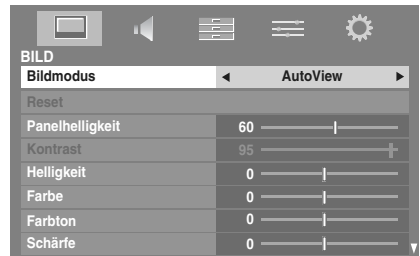 BILD
Bildmodus AutoView
Reset
Panelhelligkeit 60
Kontrast 95
Helligkeit 0
Farbe 0
Farbton 0
Schärfe 0